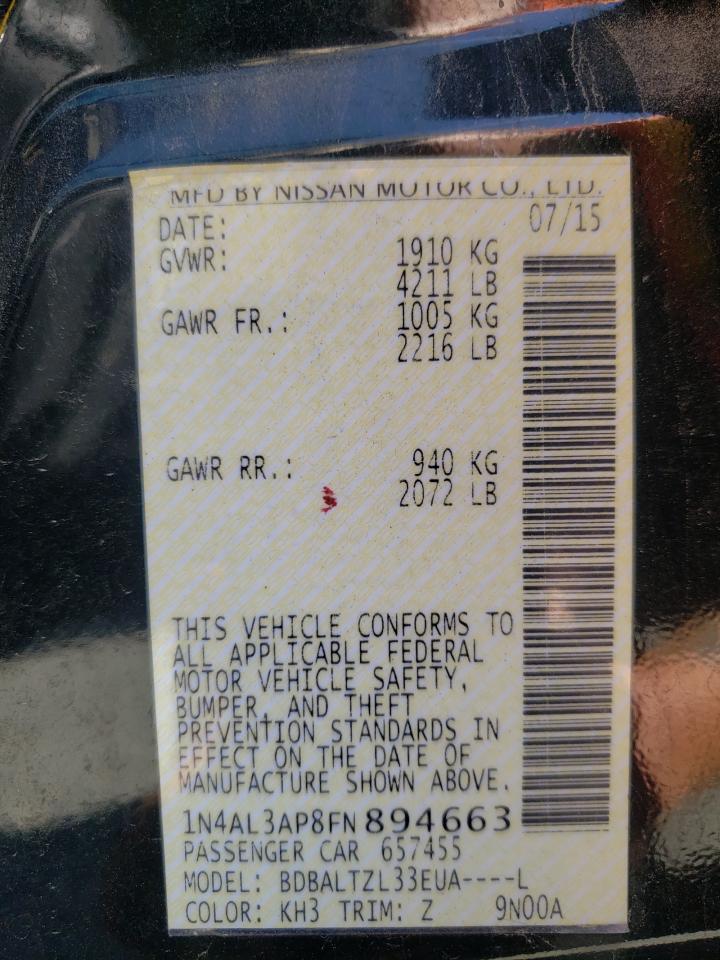 MFD BY NISSAN MOTOR CO., LTD.
DATE: 07/15
GVWR: 1910 KG
4211 LB
GAWR FR.: 1005 KG
2216 LB
GAWR RR.: 940 KG
2072 LB
THIS VEHICLE CONFORMS TO
ALL APPLICABLE FEDERAL
MOTOR VEHICLE SAFETY,
BUMPER, AND THEFT
PREVENTION STANDARDS IN
EFFECT ON THE DATE OF
MANUFACTURE SHOWN ABOVE.
1N4AL3AP8FN894663
PASSENGER CAR 657455
MODEL: BDBALTZL33EUA----L
COLOR: KH3 TRIM: Z 9N00A